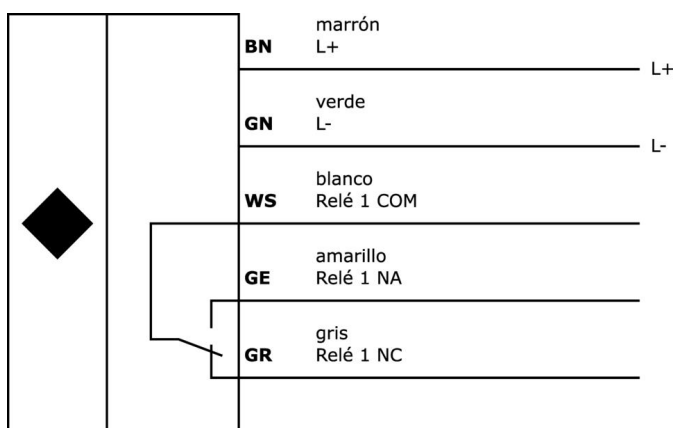 marrón
BN L+
L+
verde
GN L-
L-
blanco
WS Relé 1 COM
amarillo
GE Relé 1 NA
gris
GR Relé 1 NC